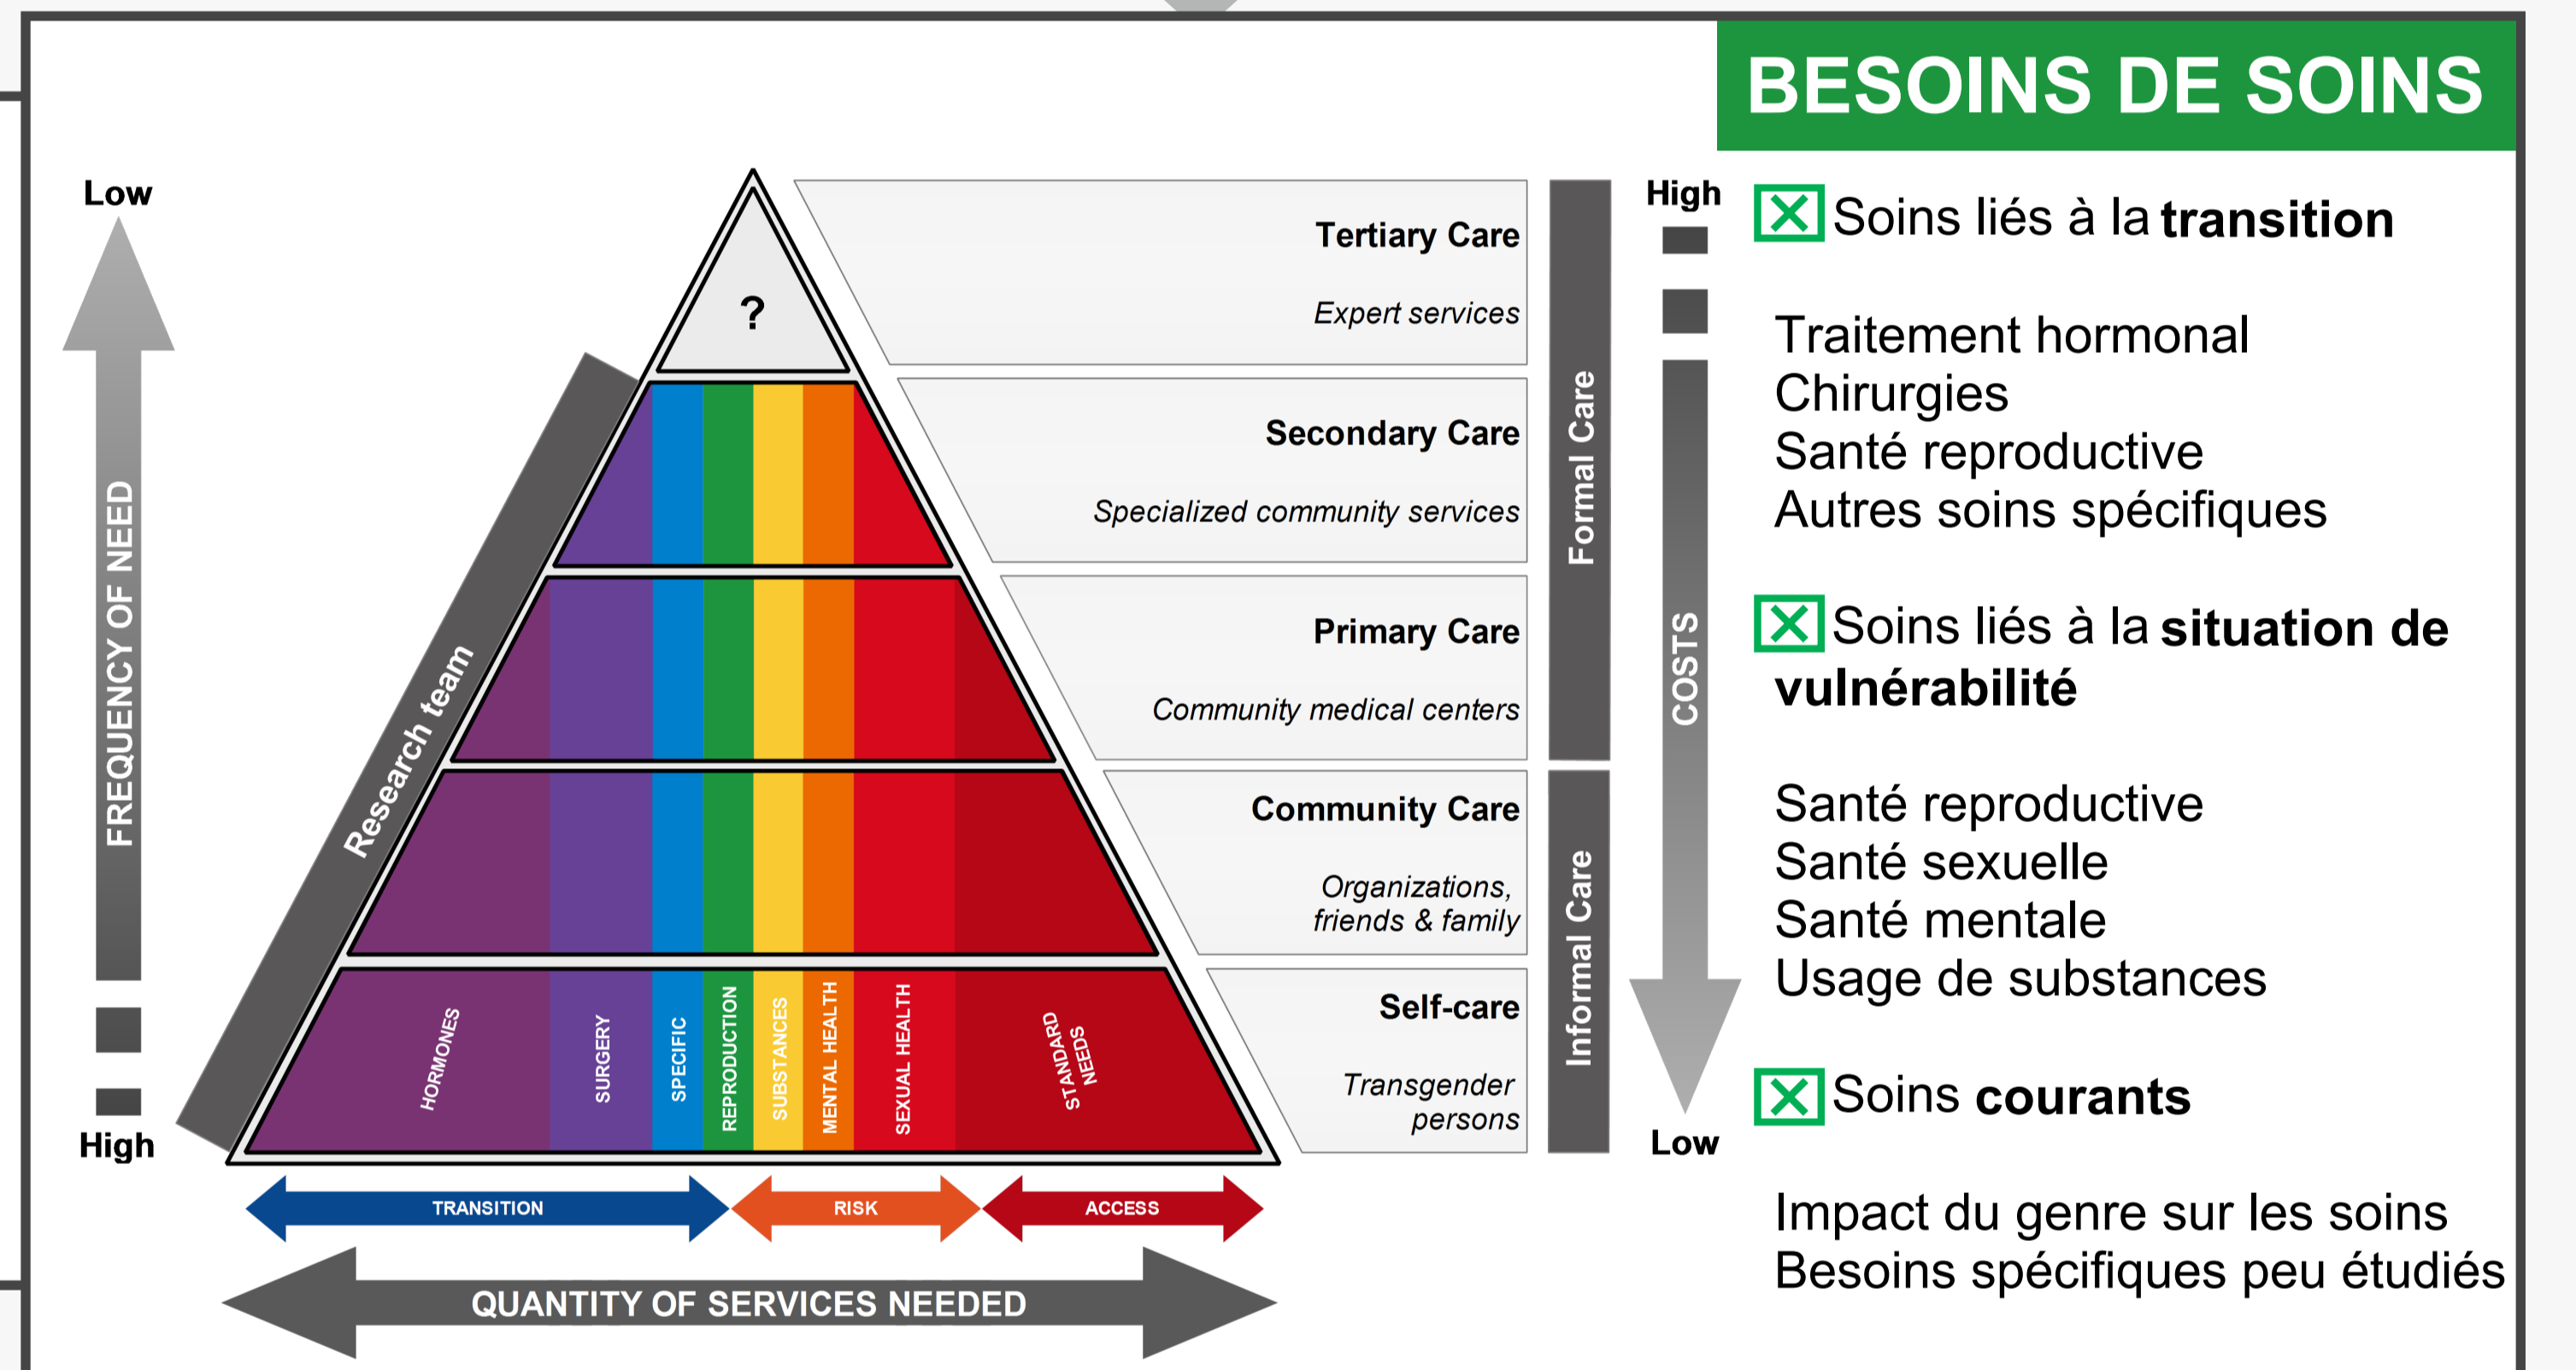 BESOINS DE SOINS
Low
FREQUENCY OF NEED
High
Research team
?
HORMONES
SURGERY
SPECIFIC
REPRODUCTION
SUBSTANCES
MENTAL HEALTH
SEXUAL HEALTH
STANDARD
NEEDS
TRANSITION
RISK
ACCESS
QUANTITY OF SERVICES NEEDED
Tertiary Care
Expert services
Secondary Care
Specialized community services
Primary Care
Community medical centers
Community Care
Organizations,
friends & family
Self-care
Transgender
persons
Formal Care
Informal Care
High
COSTS
Low
Soins liés à la transition
Traitement hormonal
Chirurgies
Santé reproductive
Autres soins spécifiques
Soins liés à la situation de
vulnérabilité
Santé reproductive
Santé sexuelle
Santé mentale
Usage de substances
Soins courants
Impact du genre sur les soins
Besoins spécifiques peu étudiés